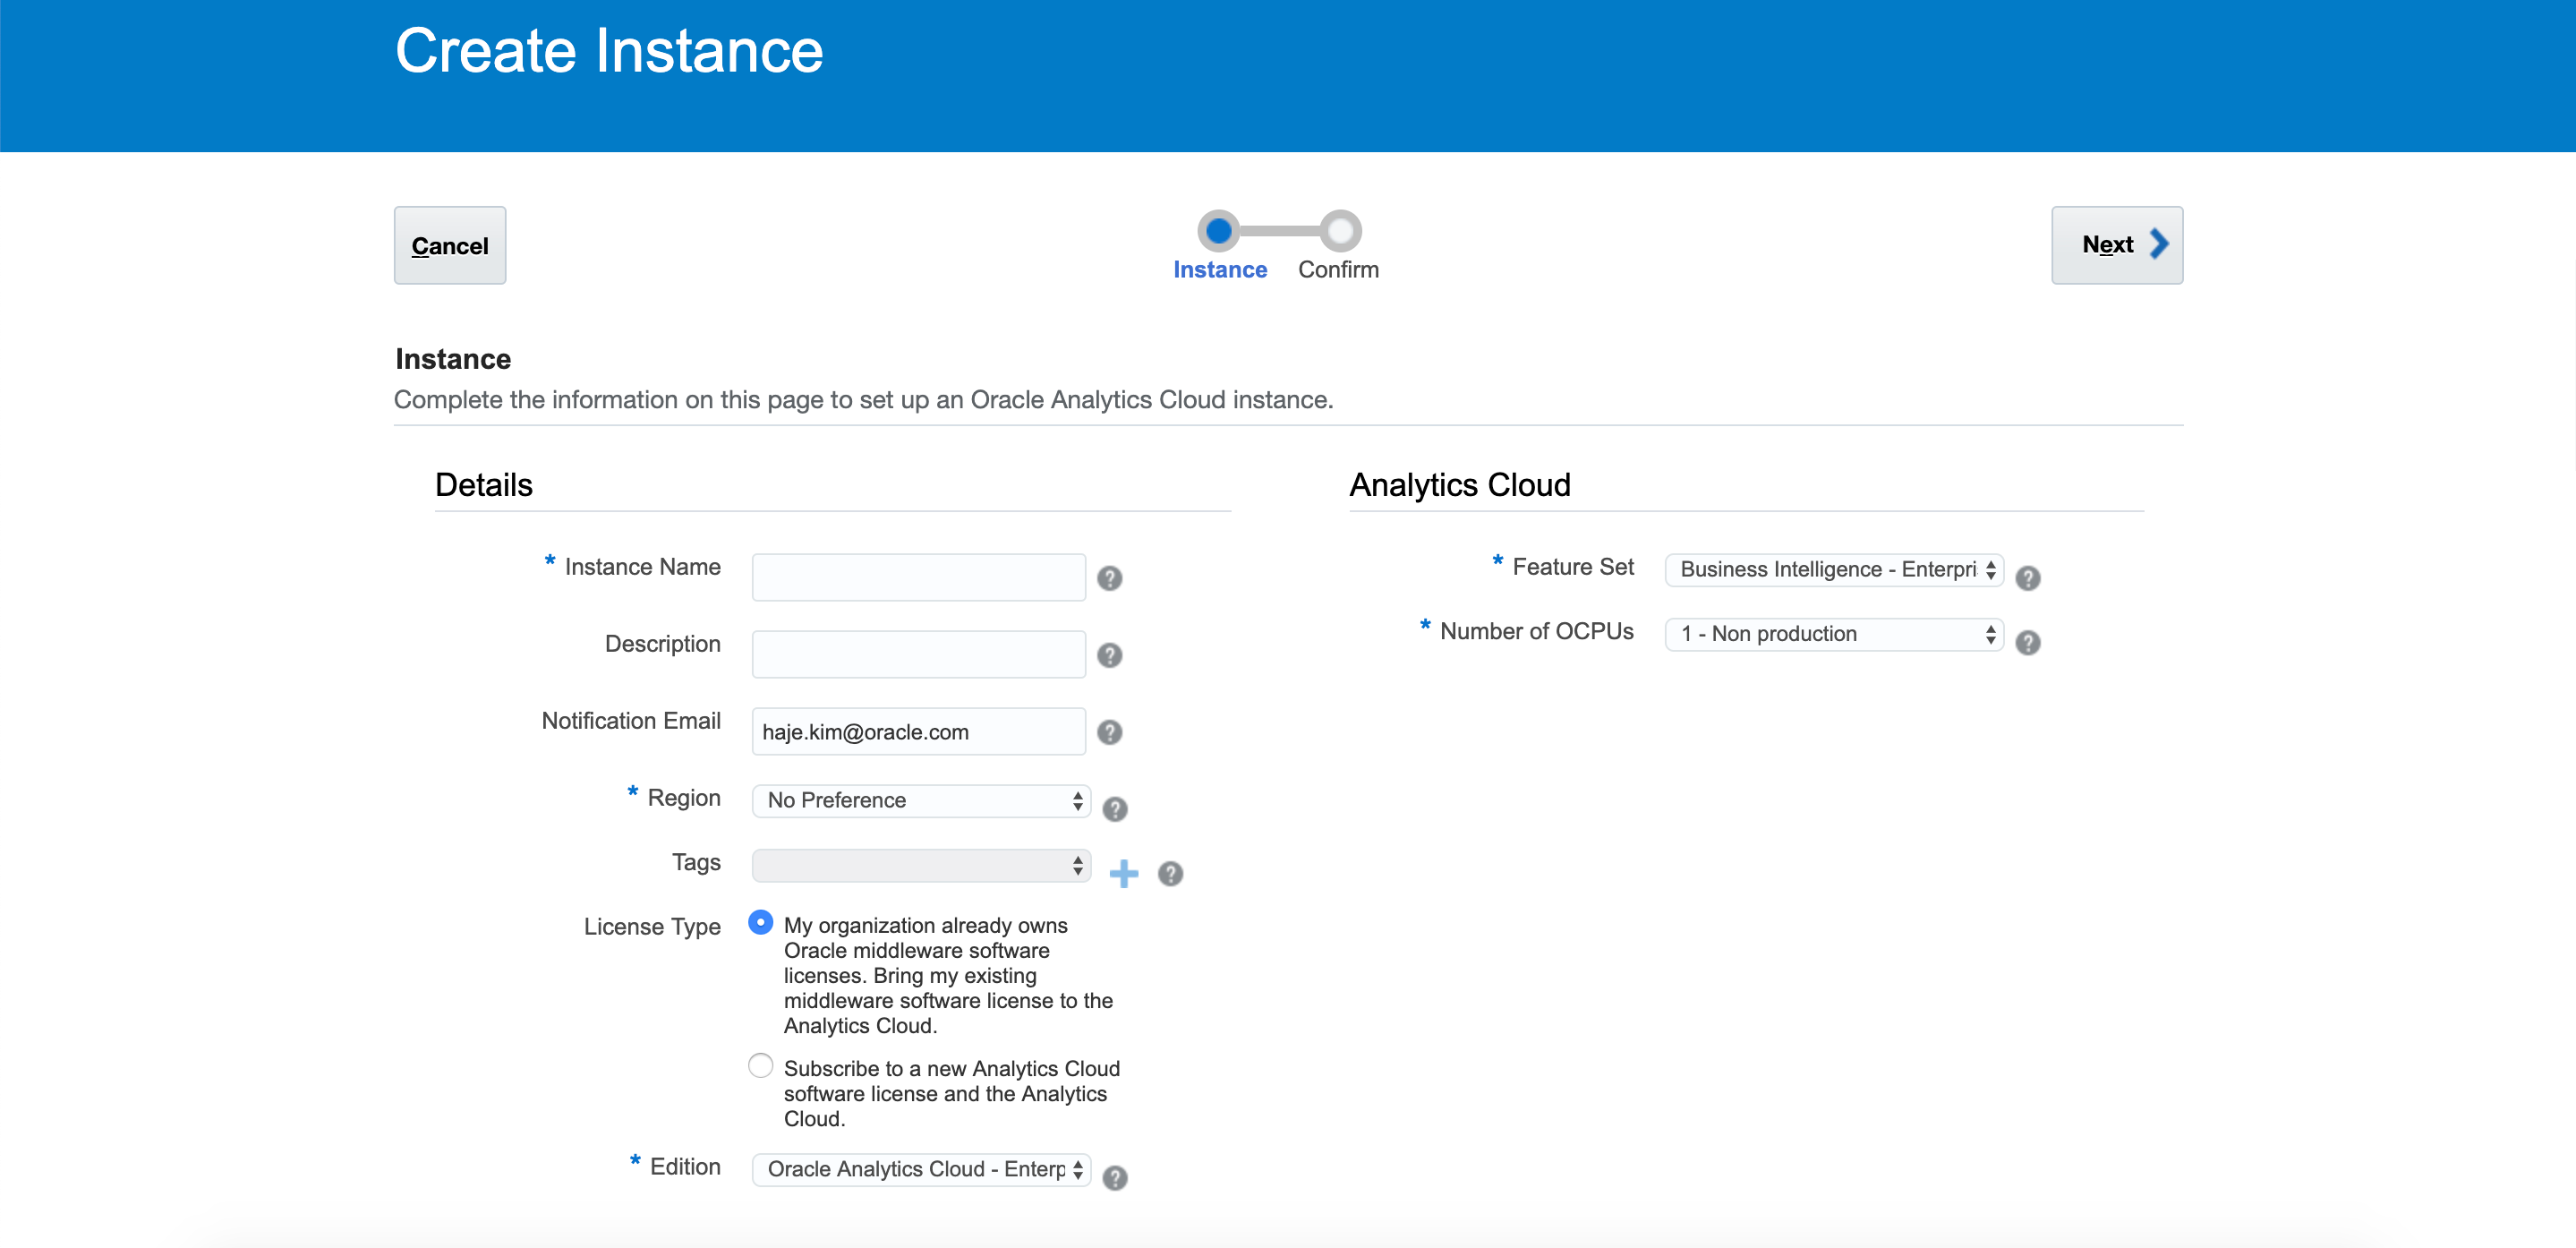 Create Instance
Cancel
Instance
Confirm
Next
Instance
Complete the information on this page to set up an Oracle Analytics Cloud instance.
Details
* Instance Name
?
Description
?
Notification Email
haje.kim@oracle.com
?
* Region
No Preference
?
Tags
?
License Type
My organization already owns
Oracle middleware software
licenses. Bring my existing
middleware software license to the
Analytics Cloud.
Subscribe to a new Analytics Cloud
software license and the Analytics
Cloud.
* Edition
Oracle Analytics Cloud - Enterp
?
Analytics Cloud
* Feature Set
Business Intelligence - Enterpri
?
* Number of OCPUs
1 - Non production
?